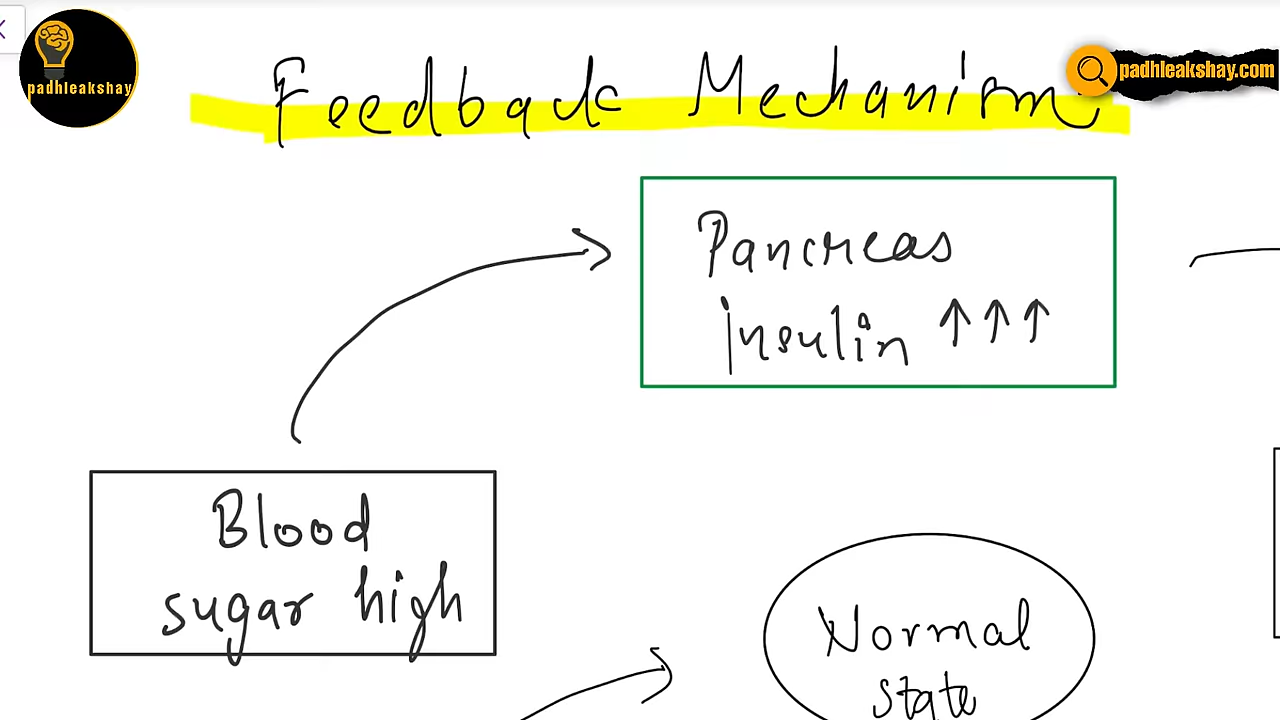 padhleakshay
padhleakshay.com
Feedback Mechanism
Pancreas
insulin ↑↑↑
Blood
sugar high
Normal
state